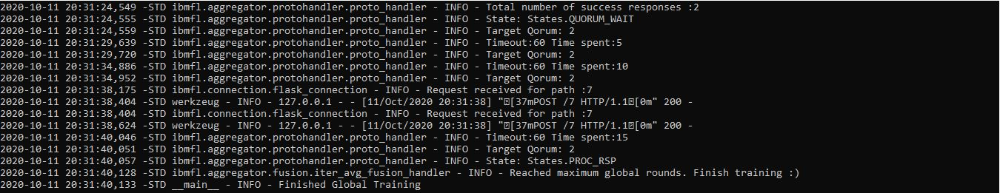 2020-10-11 20:31:24,549 -STD ibmfl.aggregator.protohandler.proto_handler - INFO - Total number of success responses :2
2020-10-11 20:31:24,555 -STD ibmfl.aggregator.protohandler.proto_handler - INFO - State: States.QUORUM_WAIT
2020-10-11 20:31:24,559 -STD ibmfl.aggregator.protohandler.proto_handler - INFO - Target Qorum: 2
2020-10-11 20:31:29,639 -STD ibmfl.aggregator.protohandler.proto_handler - INFO - Timeout:60 Time spent:5
2020-10-11 20:31:29,720 -STD ibmfl.aggregator.protohandler.proto_handler - INFO - Target Qorum: 2
2020-10-11 20:31:34,886 -STD ibmfl.aggregator.protohandler.proto_handler - INFO - Timeout:60 Time spent:10
2020-10-11 20:31:34,952 -STD ibmfl.aggregator.protohandler.proto_handler - INFO - Target Qorum: 2
2020-10-11 20:31:38,175 -STD ibmfl.connection.flask_connection - INFO - Request received for path :7
2020-10-11 20:31:38,404 -STD werkzeug - INFO - 127.0.0.1 - - [11/Oct/2020 20:31:38] "⍰[37mPOST /7 HTTP/1.1⍰[0m" 200 -
2020-10-11 20:31:38,404 -STD ibmfl.connection.flask_connection - INFO - Request received for path :7
2020-10-11 20:31:38,624 -STD werkzeug - INFO - 127.0.0.1 - - [11/Oct/2020 20:31:38] "⍰[37mPOST /7 HTTP/1.1⍰[0m" 200 -
2020-10-11 20:31:40,046 -STD ibmfl.aggregator.protohandler.proto_handler - INFO - Timeout:60 Time spent:15
2020-10-11 20:31:40,051 -STD ibmfl.aggregator.protohandler.proto_handler - INFO - Target Qorum: 2
2020-10-11 20:31:40,057 -STD ibmfl.aggregator.protohandler.proto_handler - INFO - State: States.PROC_RSP
2020-10-11 20:31:40,128 -STD ibmfl.aggregator.fusion.iter_avg_fusion_handler - INFO - Reached maximum global rounds. Finish training :)
2020-10-11 20:31:40,133 -STD __main__ - INFO - Finished Global Training